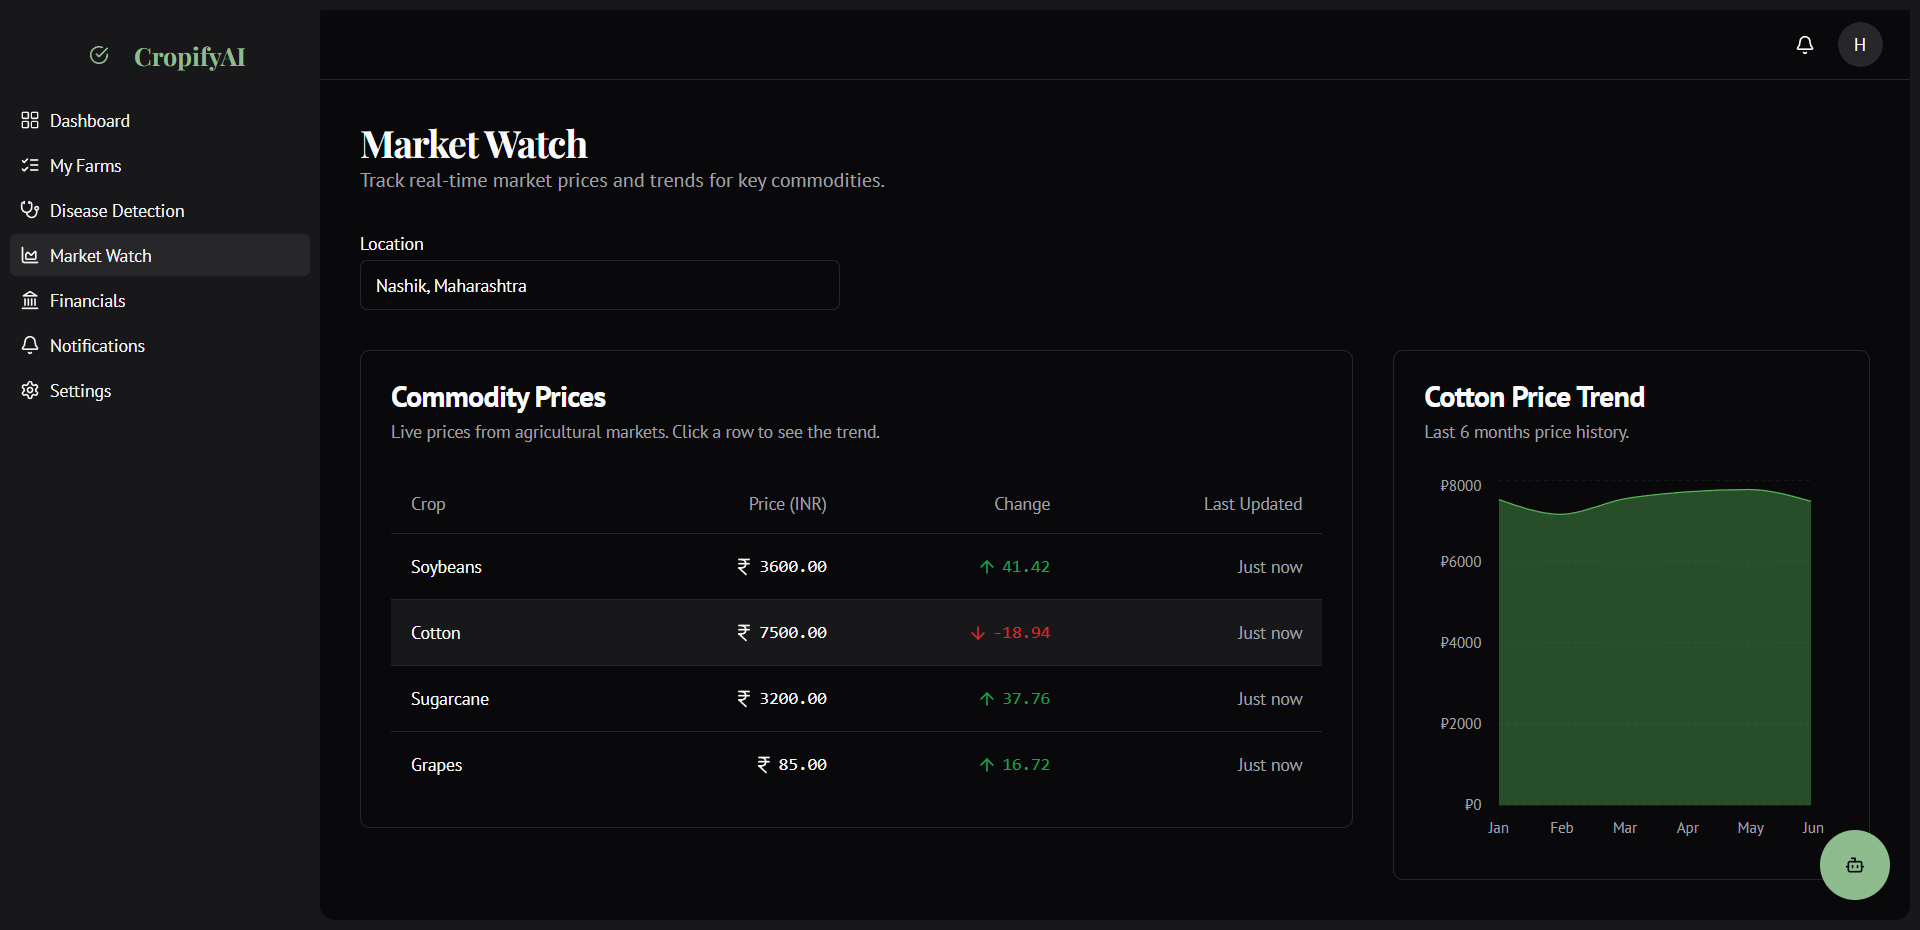 CropifyAI
H
Dashboard
My Farms
Disease Detection
Market Watch
Financials
Notifications
Settings
Market Watch
Track real-time market prices and trends for key commodities.
Location
Nashik, Maharashtra
Commodity Prices
Live prices from agricultural markets. Click a row to see the trend.
Crop Price (INR) Change Last Updated
Soybeans ₹ 3600.00 ↑ 41.42 Just now
Cotton ₹ 7500.00 ↓ -18.94 Just now
Sugarcane ₹ 3200.00 ↑ 37.76 Just now
Grapes ₹ 85.00 ↑ 16.72 Just now
Cotton Price Trend
Last 6 months price history.
₽8000
₽6000
₽4000
₽2000
₽0
Jan Feb Mar Apr May Jun